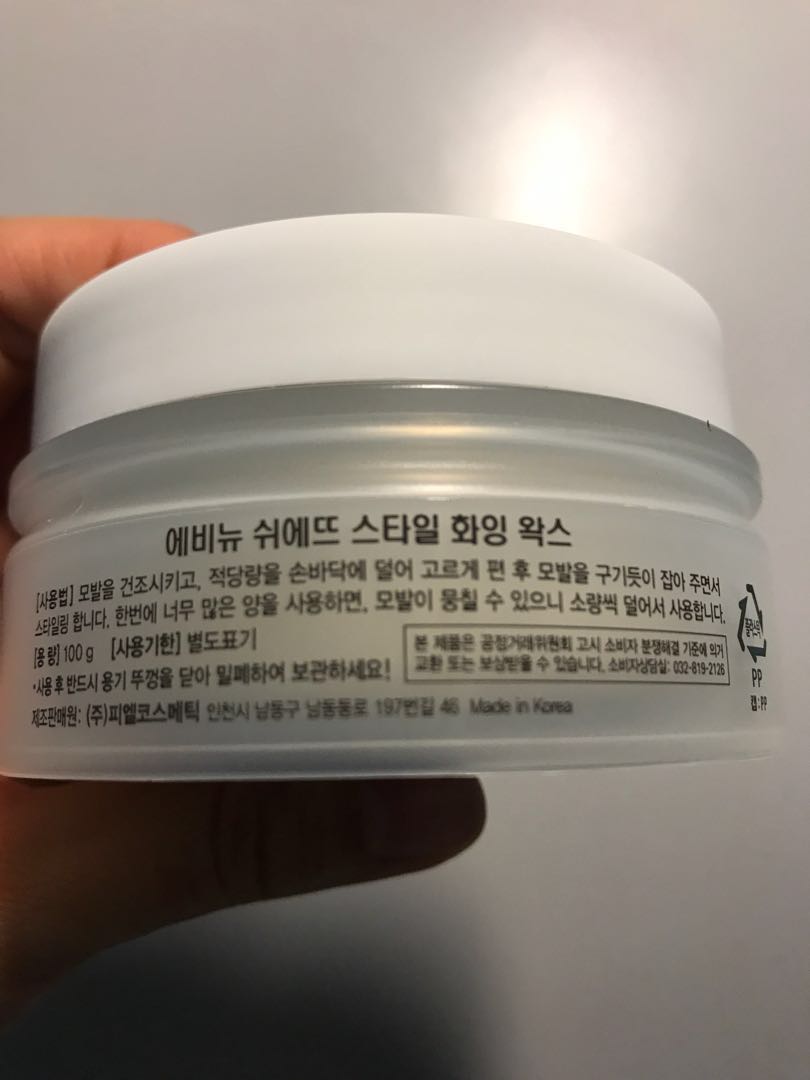 에비뉴 쉬에뜨 스타일 화잉 왁스
[사용법] 모발을 건조시키고, 적당량을 손바닥에 덜어 고르게 편 후 모발을 구기듯이 잡아 주면서
스타일링 합니다. 한번에 너무 많은 양을 사용하면, 모발이 뭉칠 수 있으니 소량씩 덜어서 사용합니다.
[용량] 100 g [사용기한] 별도표기
•사용 후 반드시 용기 뚜껑을 닫아 밀폐하여 보관하세요!
본 제품은 공정거래위원회 고시 소비자 분쟁해결 기준에 의거
교환 또는 보상받을 수 있습니다. 소비자상담실: 032-819-2126
제조판매원: (주)피엘코스메틱 인천시 남동구 남동동로 197번길 46 Made in Korea
플라스틱
PP
캡:PP